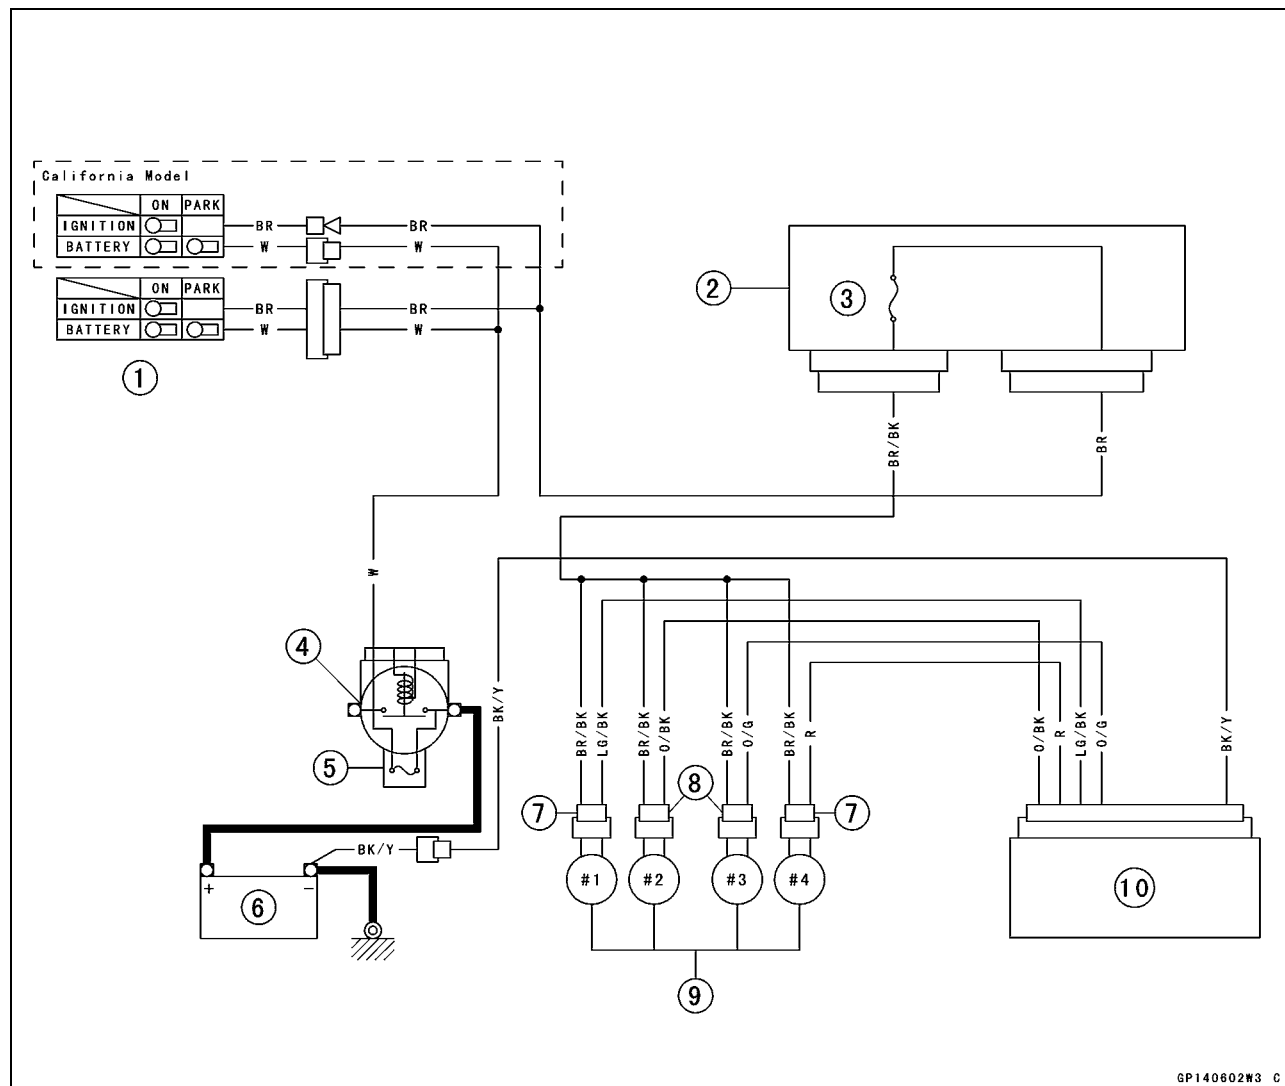 California Model
ON PARK
IGNITION BR BR
BATTERY W W
ON PARK
IGNITION BR BR
BATTERY W W
1
2
3
BR/BK
BR
W
4
BK/Y
5
BR/BK
LG/BK
BR/BK
O/BK
BR/BK
O/G
BR/BK
R
O/BK
R
LG/BK
O/G
BK/Y
7
8
7
BK/Y
+ −
6
#1 #2 #3 #4
10
9
GP140602W3 C